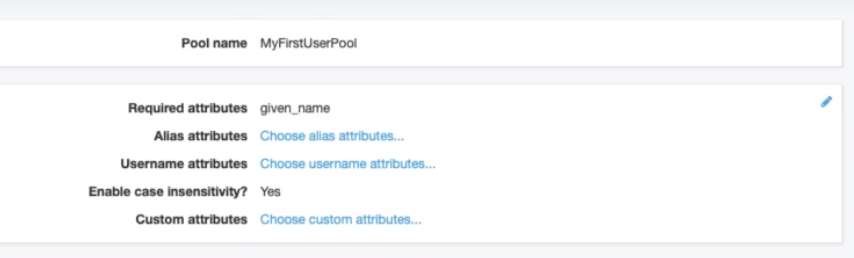 Pool name MyFirstUserPool
Required attributes given_name
Alias attributes Choose alias attributes...
Username attributes Choose username attributes...
Enable case insensitivity? Yes
Custom attributes Choose custom attributes...